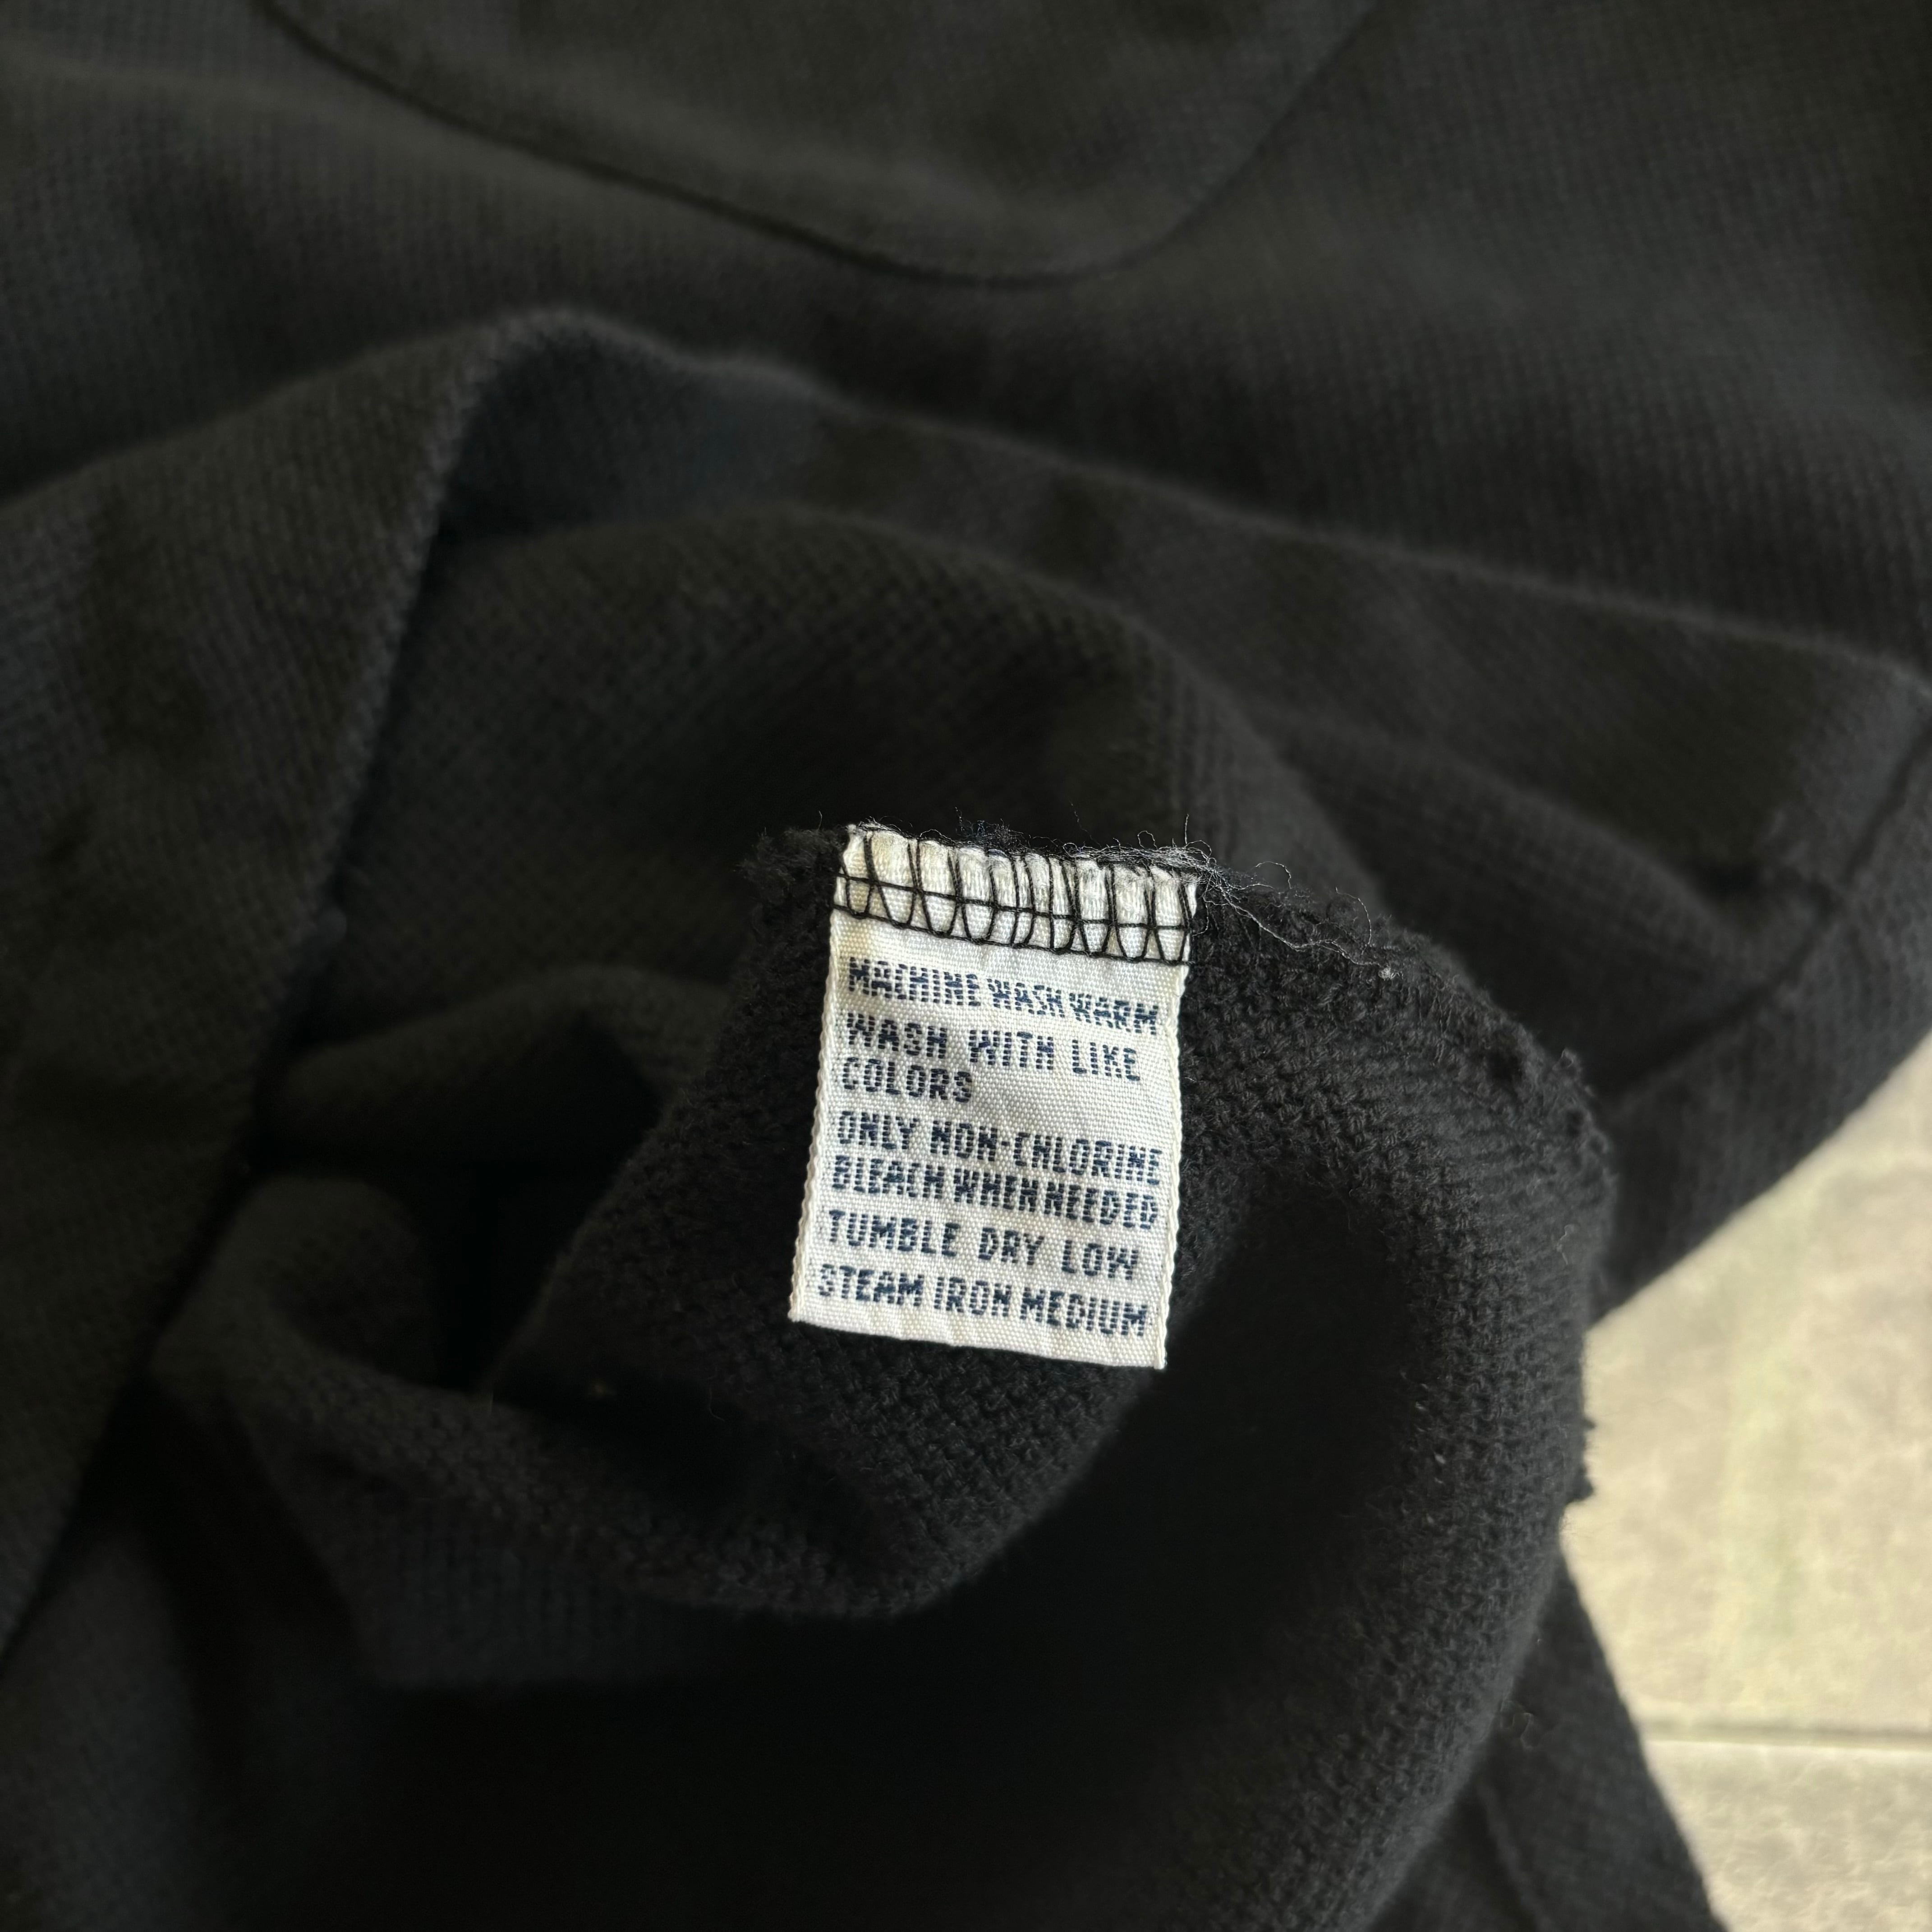 MACHINE WASH WARM
WASH WITH LIKE
COLORS
ONLY NON-CHLORINE
BLEACH WHEN NEEDED
TUMBLE DRY LOW
STEAM IRON MEDIUM